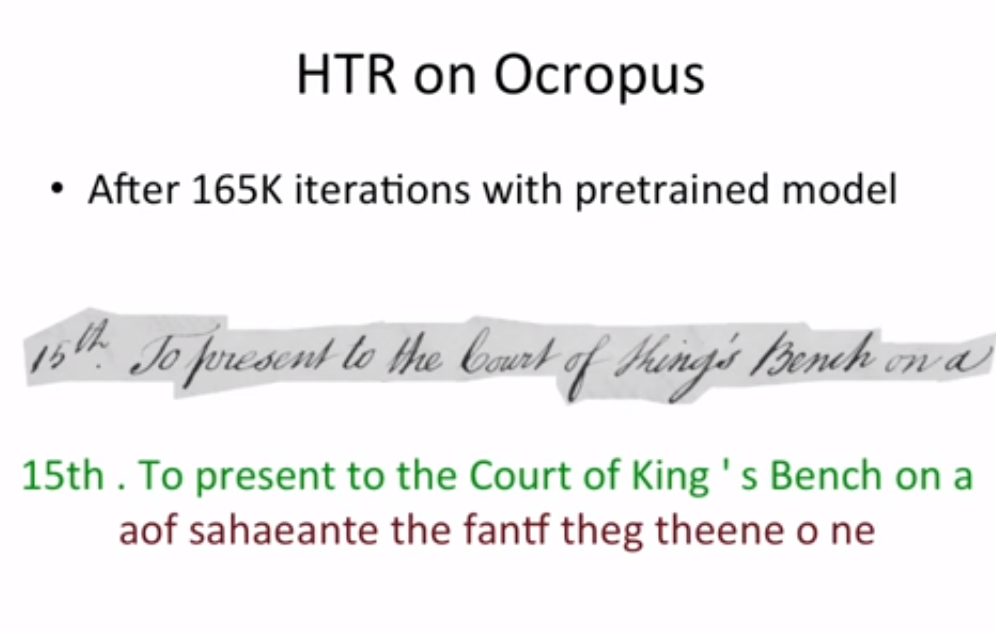 HTR on Ocropus
• After 165K iterations with pretrained model
15th. To present to the Court of King's Bench on a
15th . To present to the Court of King ' s Bench on a
aof sahaeante the fantf theg theene o ne